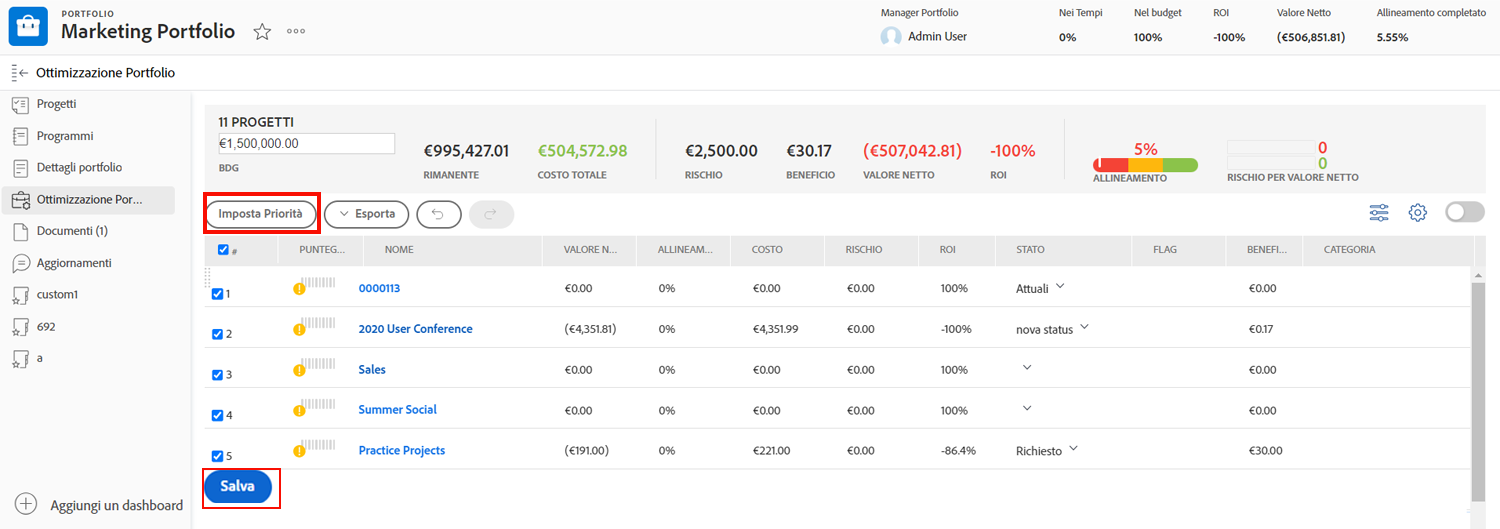 PORTFOLIO
Marketing Portfolio
Manager Portfolio
Admin User
Nei Tempi
0%
Nel budget
100%
ROI
-100%
Valore Netto
(€506,851.81)
Allineamento completato
5.55%
Ottimizzazione Portfolio
Progetti
Programmi
Dettagli portfolio
Ottimizzazione Por...
Documenti (1)
Aggiornamenti
custom1
692
a
Aggiungi un dashboard
11 PROGETTI
€1,500,000.00
BDG
€995,427.01
RIMANENTE
€504,572.98
COSTO TOTALE
€2,500.00
RISCHIO
€30.17
BENEFICIO
(€507,042.81)
VALORE NETTO
-100%
ROI
5%
ALLINEAMENTO
0
0
RISCHIO PER VALORE NETTO
Imposta Priorità
Esporta
# PUNTEG... NOME VALORE N... ALLINEAM... COSTO RISCHIO ROI STATO FLAG BENEFI... CATEGORIA
1 0000113 €0.00 0% €0.00 €0.00 100% Attuali €0.00
2 2020 User Conference (€4,351.81) 0% €4,351.99 €0.00 -100% nova status €0.17
3 Sales €0.00 0% €0.00 €0.00 100% €0.00
4 Summer Social €0.00 0% €0.00 €0.00 100% €0.00
5 Practice Projects (€191.00) 0% €221.00 €0.00 -86.4% Richiesto €30.00
Salva